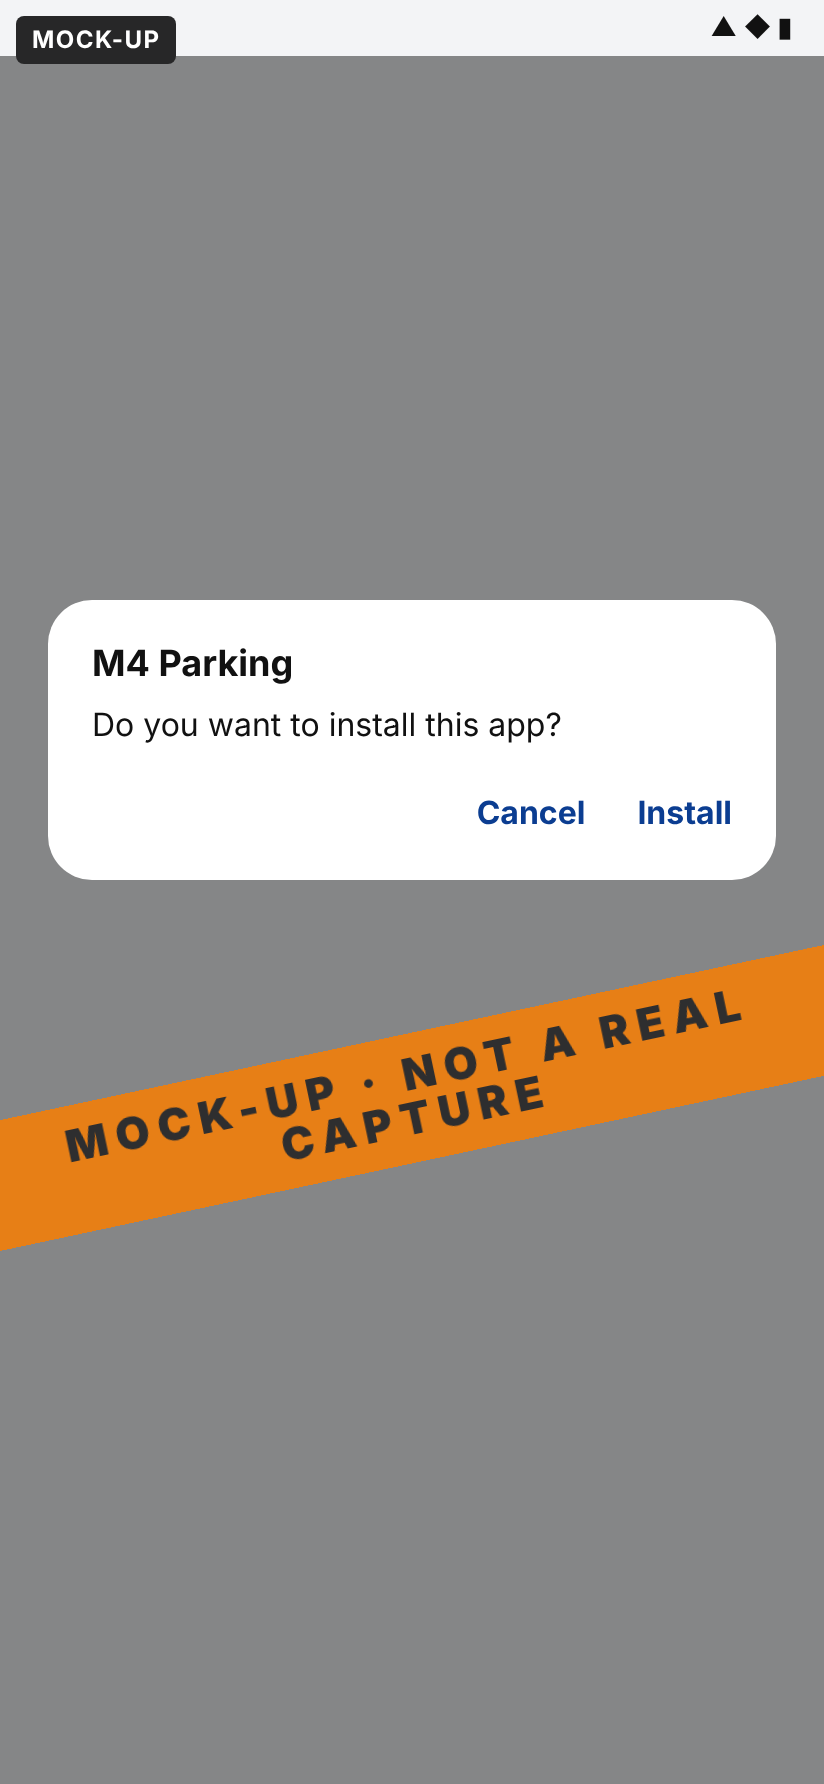 MOCK-UP
M4 Parking
Do you want to install this app?
Cancel Install
MOCK-UP · NOT A REAL
CAPTURE